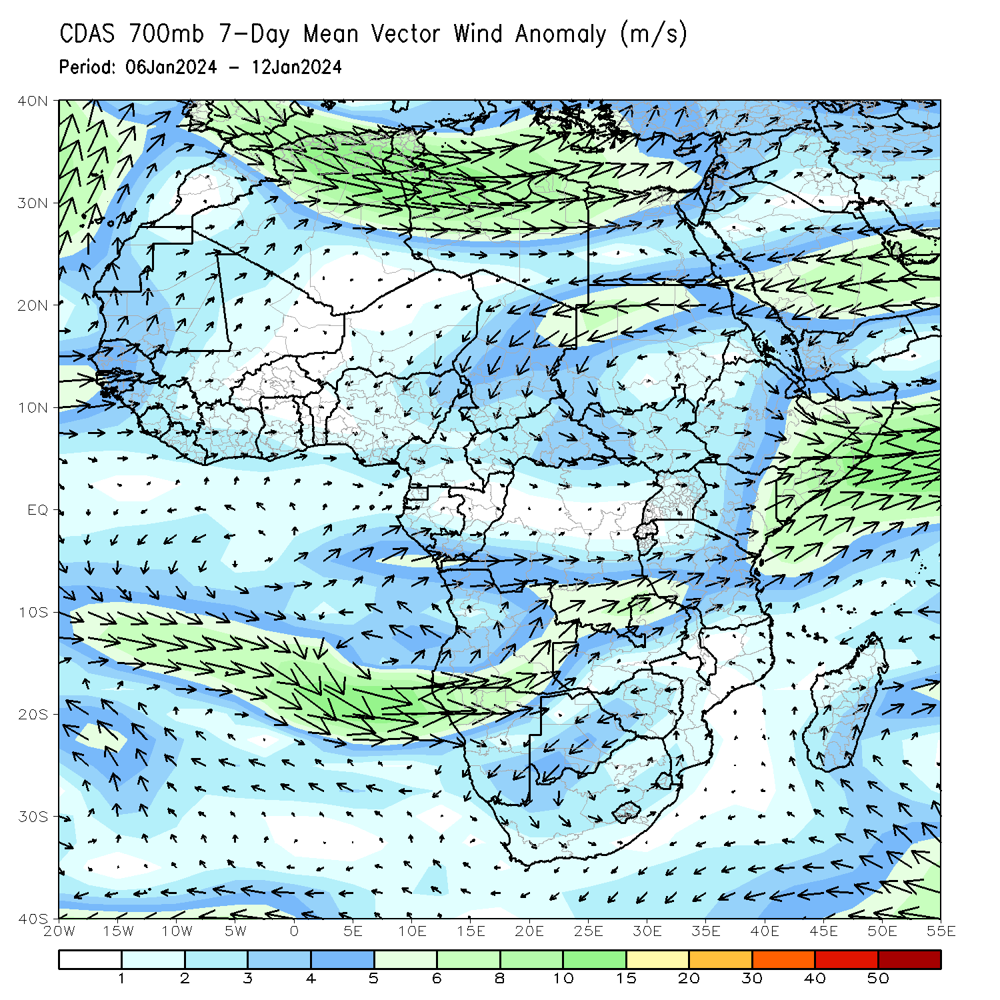 CDAS 700mb 7-Day Mean Vector Wind Anomaly (m/s)
Period: 06Jan2024 - 12Jan2024
40N
30N
20N
10N
EQ
10S
20S
30S
40S
20W 15W 10W 5W 0 5E 10E 15E 20E 25E 30E 35E 40E 45E 50E 55E
1 2 3 4 5 6 8 10 15 20 30 40 50